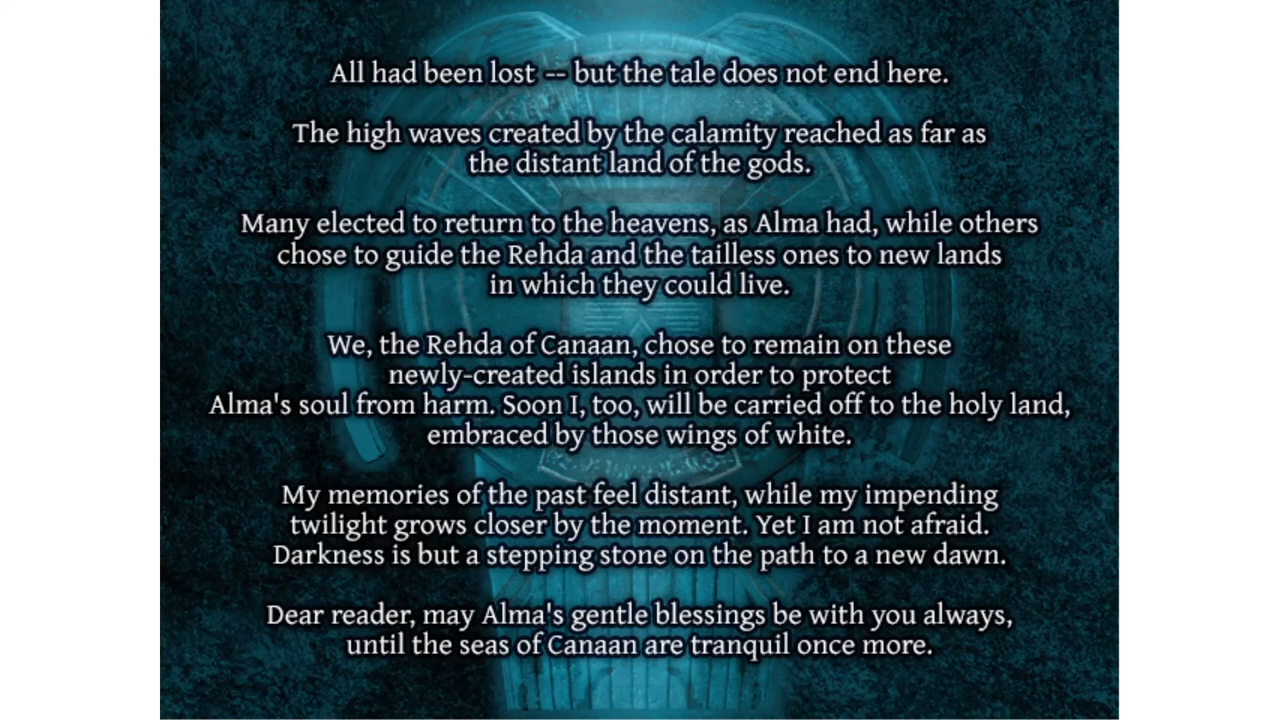 All had been lost -- but the tale does not end here.
The high waves created by the calamity reached as far as
the distant land of the gods.
Many elected to return to the heavens, as Alma had, while others
chose to guide the Rehda and the tailless ones to new lands
in which they could live.
We, the Rehda of Canaan, chose to remain on these
newly-created islands in order to protect
Alma's soul from harm. Soon I, too, will be carried off to the holy land,
embraced by those wings of white.
My memories of the past feel distant, while my impending
twilight grows closer by the moment. Yet I am not afraid.
Darkness is but a stepping stone on the path to a new dawn.
Dear reader, may Alma's gentle blessings be with you always,
until the seas of Canaan are tranquil once more.